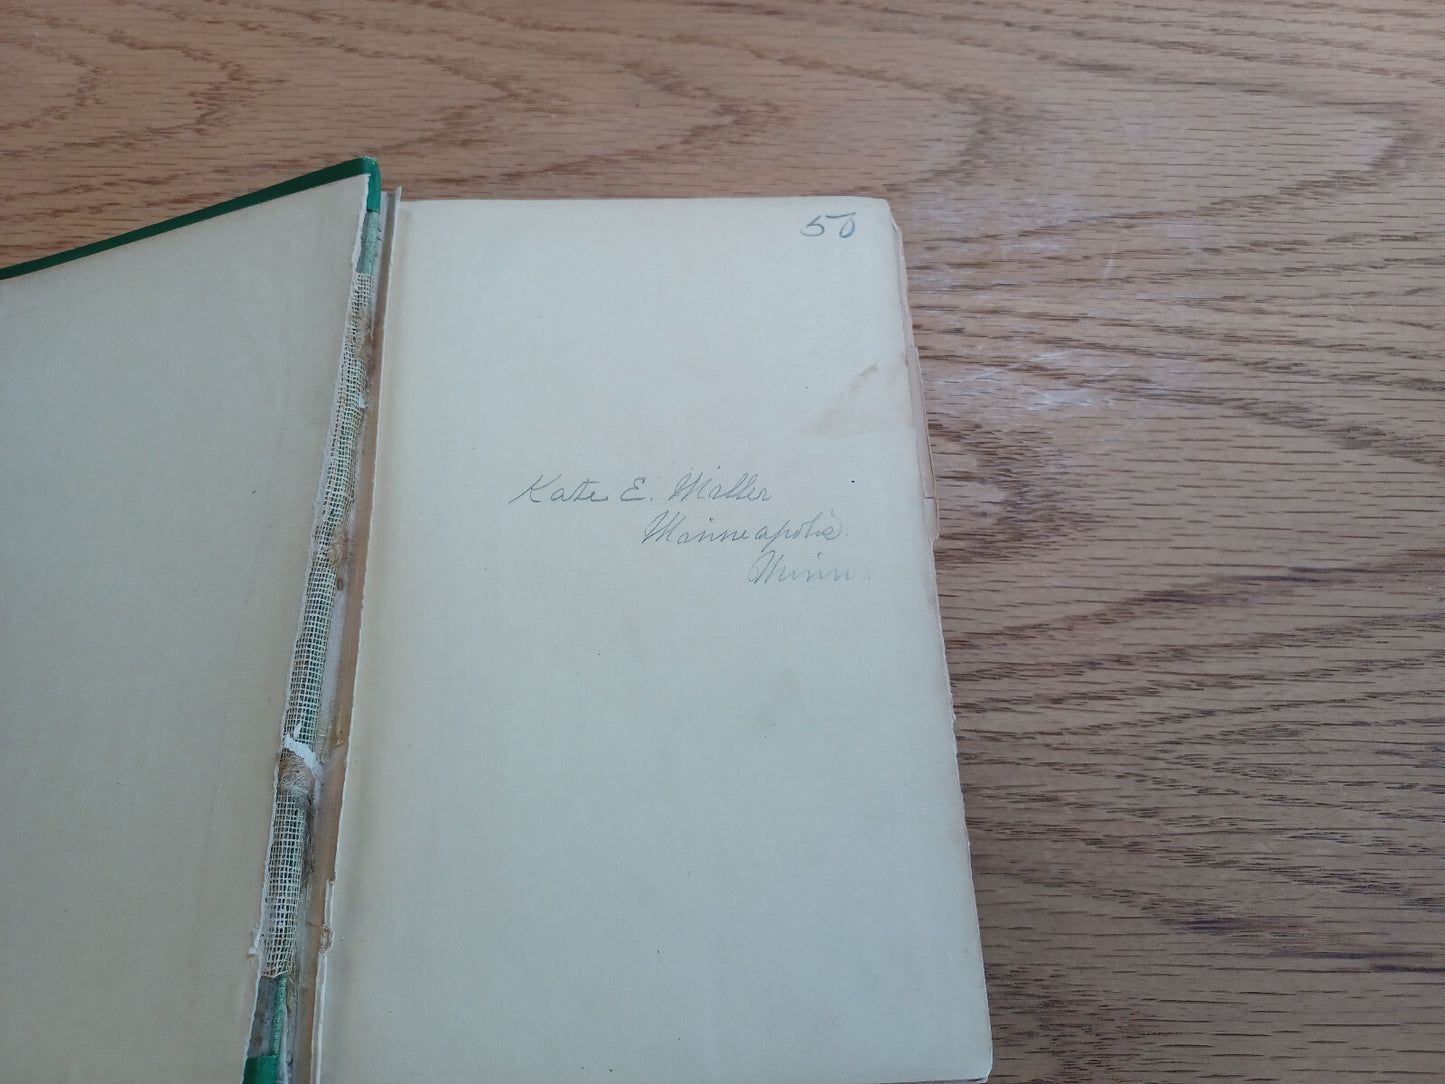 50
Kate E. Miller
Minneapolis
Minn.